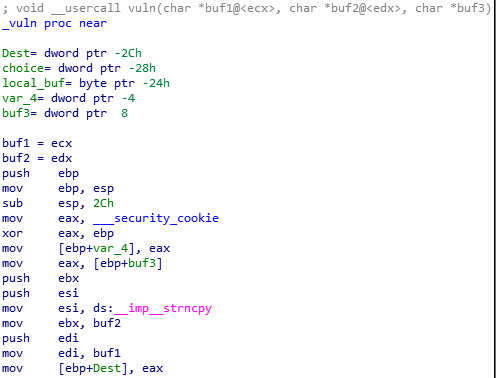 ; void __usercall vuln(char *buf1@<ecx>, char *buf2@<edx>, char *buf3)
_vuln proc near
Dest= dword ptr -2Ch
choice= dword ptr -28h
local_buf= byte ptr -24h
var_4= dword ptr -4
buf3= dword ptr  8
buf1 = ecx
buf2 = edx
push    ebp
mov     ebp, esp
sub     esp, 2Ch
mov     eax, ___security_cookie
xor     eax, ebp
mov     [ebp+var_4], eax
mov     eax, [ebp+buf3]
push    ebx
push    esi
mov     esi, ds:__imp__strncpy
mov     ebx, buf2
push    edi
mov     edi, buf1
mov     [ebp+Dest], eax